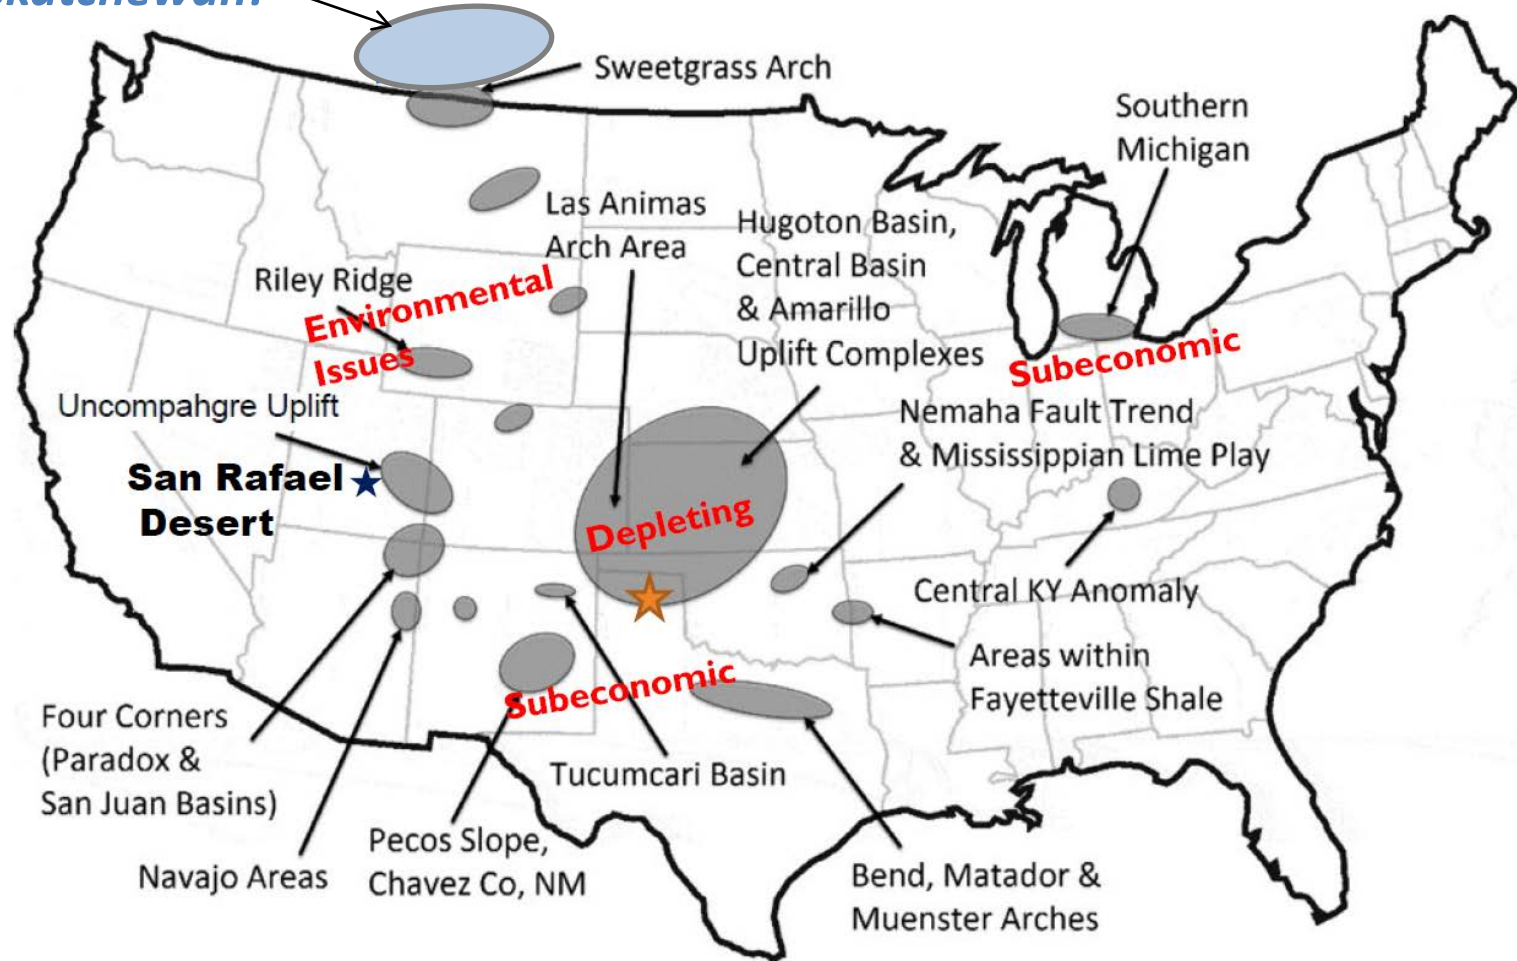 Sweetgrass Arch
Southern
Michigan
Las Animas
Arch Area
Hugoton Basin,
Central Basin
& Amarillo
Uplift Complexes
Riley Ridge
Environmental
Issues
Subeconomic
Uncompahgre Uplift
Nemaha Fault Trend
& Mississippian Lime Play
San Rafael
Desert
Depleting
Central KY Anomaly
Areas within
Fayetteville Shale
Subeconomic
Four Corners
(Paradox &
San Juan Basins)
Tucumcari Basin
Pecos Slope,
Chavez Co, NM
Navajo Areas
Bend, Matador &
Muenster Arches